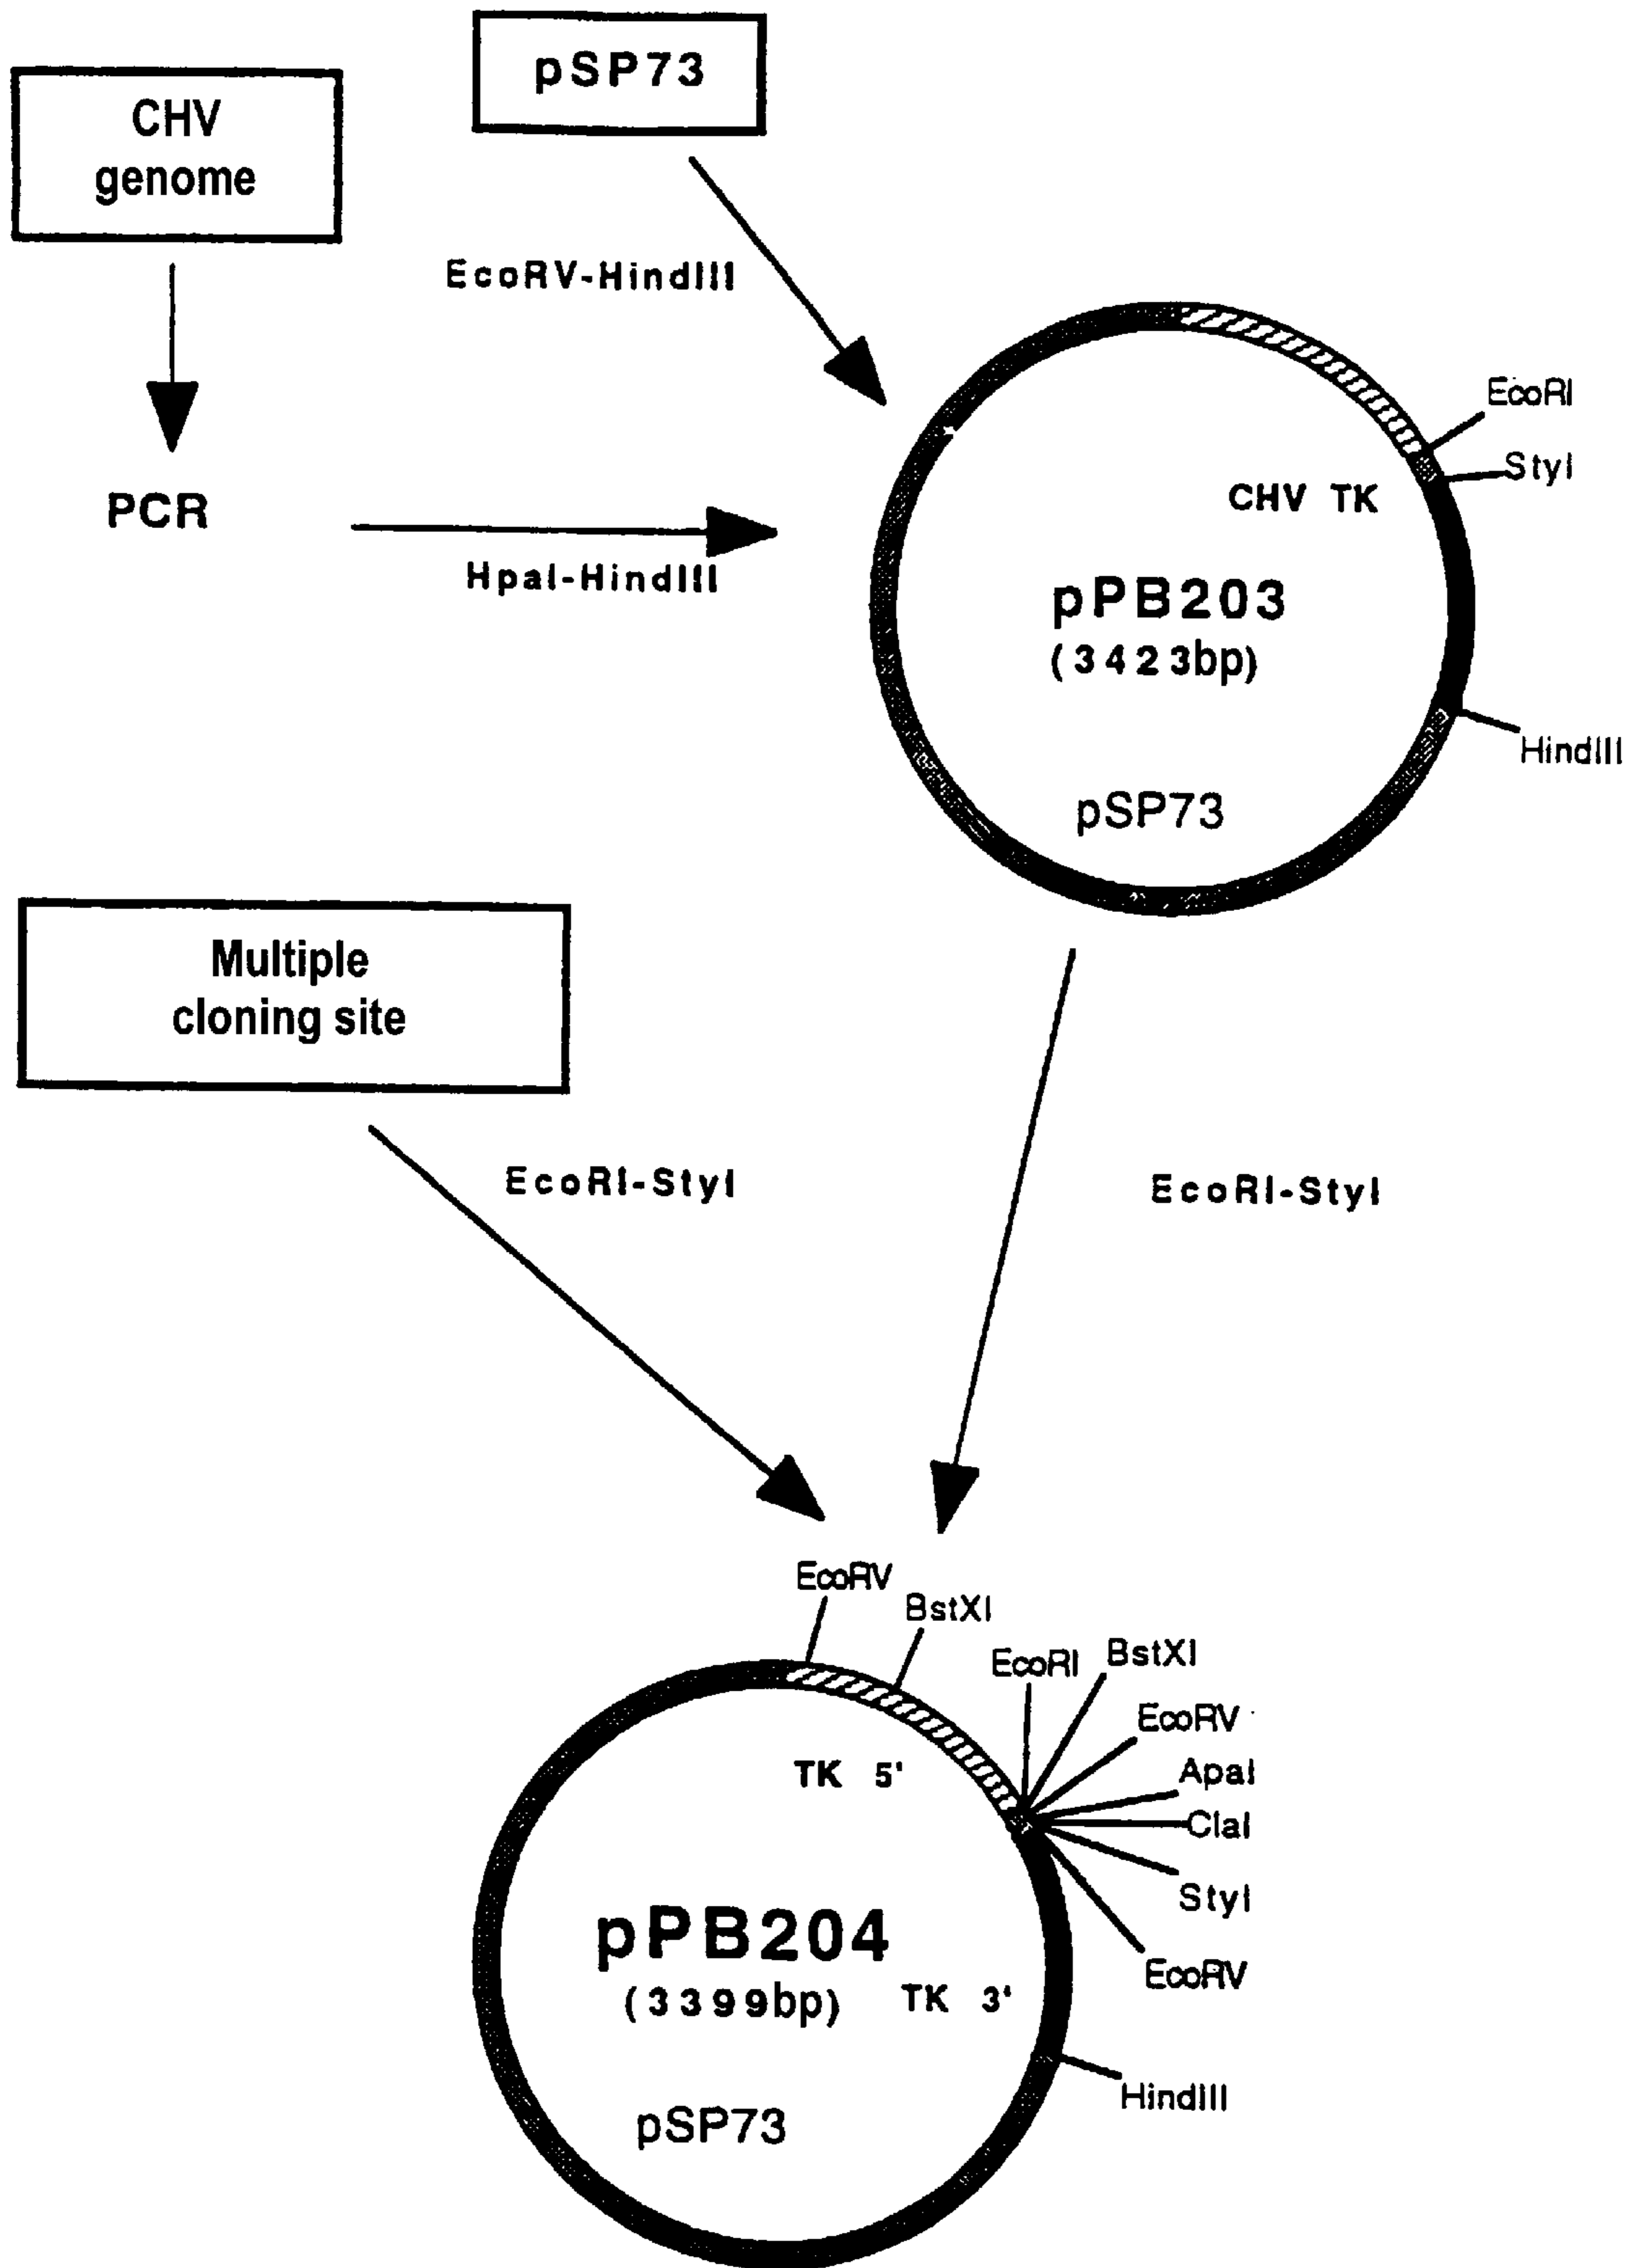 pSP73
CHV
genome
EcoRV-HindIII
PCR
HpaI-HindIII
EcoRI
StyI
CHV TK
pPB203
(3423bp)
HindIII
pSP73
Multiple
cloning site
EcoRI-StyI
EcoRI-StyI
EcoRV
BstXI
EcoRI
BstXI
EcoRV
ApaI
ClaI
StyI
EcoRV
TK 5'
pPB204
(3399bp)
TK 3'
HindIII
pSP73